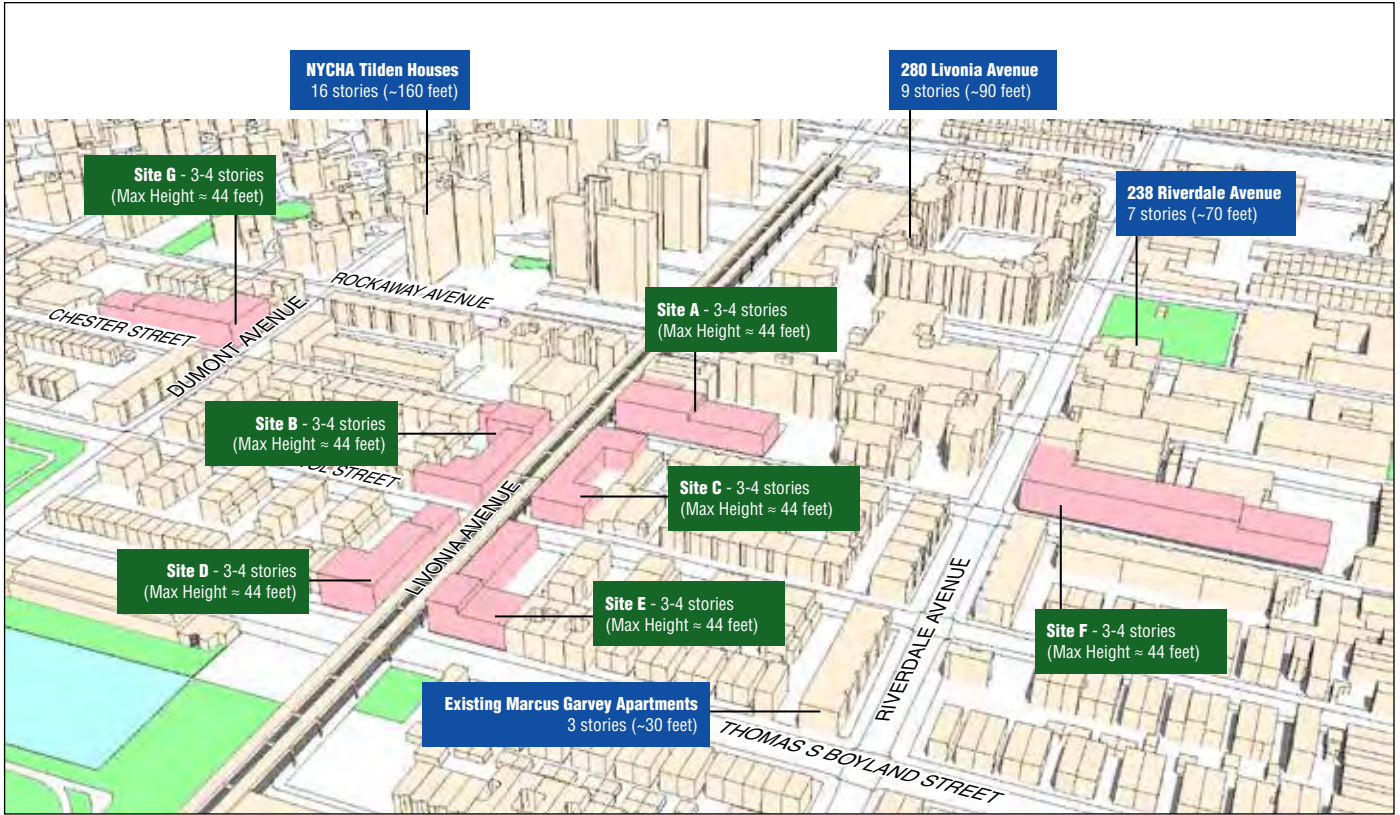 NYCHA Tilden Houses
16 stories (~160 feet)
280 Livonia Avenue
9 stories (~90 feet)
Site G - 3-4 stories
(Max Height ≈ 44 feet)
238 Riverdale Avenue
7 stories (~70 feet)
ROCKAWAY AVENUE
CHESTER STREET
DUMONT AVENUE
Site A - 3-4 stories
(Max Height ≈ 44 feet)
Site B - 3-4 stories
(Max Height ≈ 44 feet)
STREET
Site C - 3-4 stories
(Max Height ≈ 44 feet)
LIVONIA AVENUE
Site D - 3-4 stories
(Max Height ≈ 44 feet)
Site E - 3-4 stories
(Max Height ≈ 44 feet)
RIVERDALE AVENUE
Site F - 3-4 stories
(Max Height ≈ 44 feet)
Existing Marcus Garvey Apartments
3 stories (~30 feet)
THOMAS S BOYLAND STREET